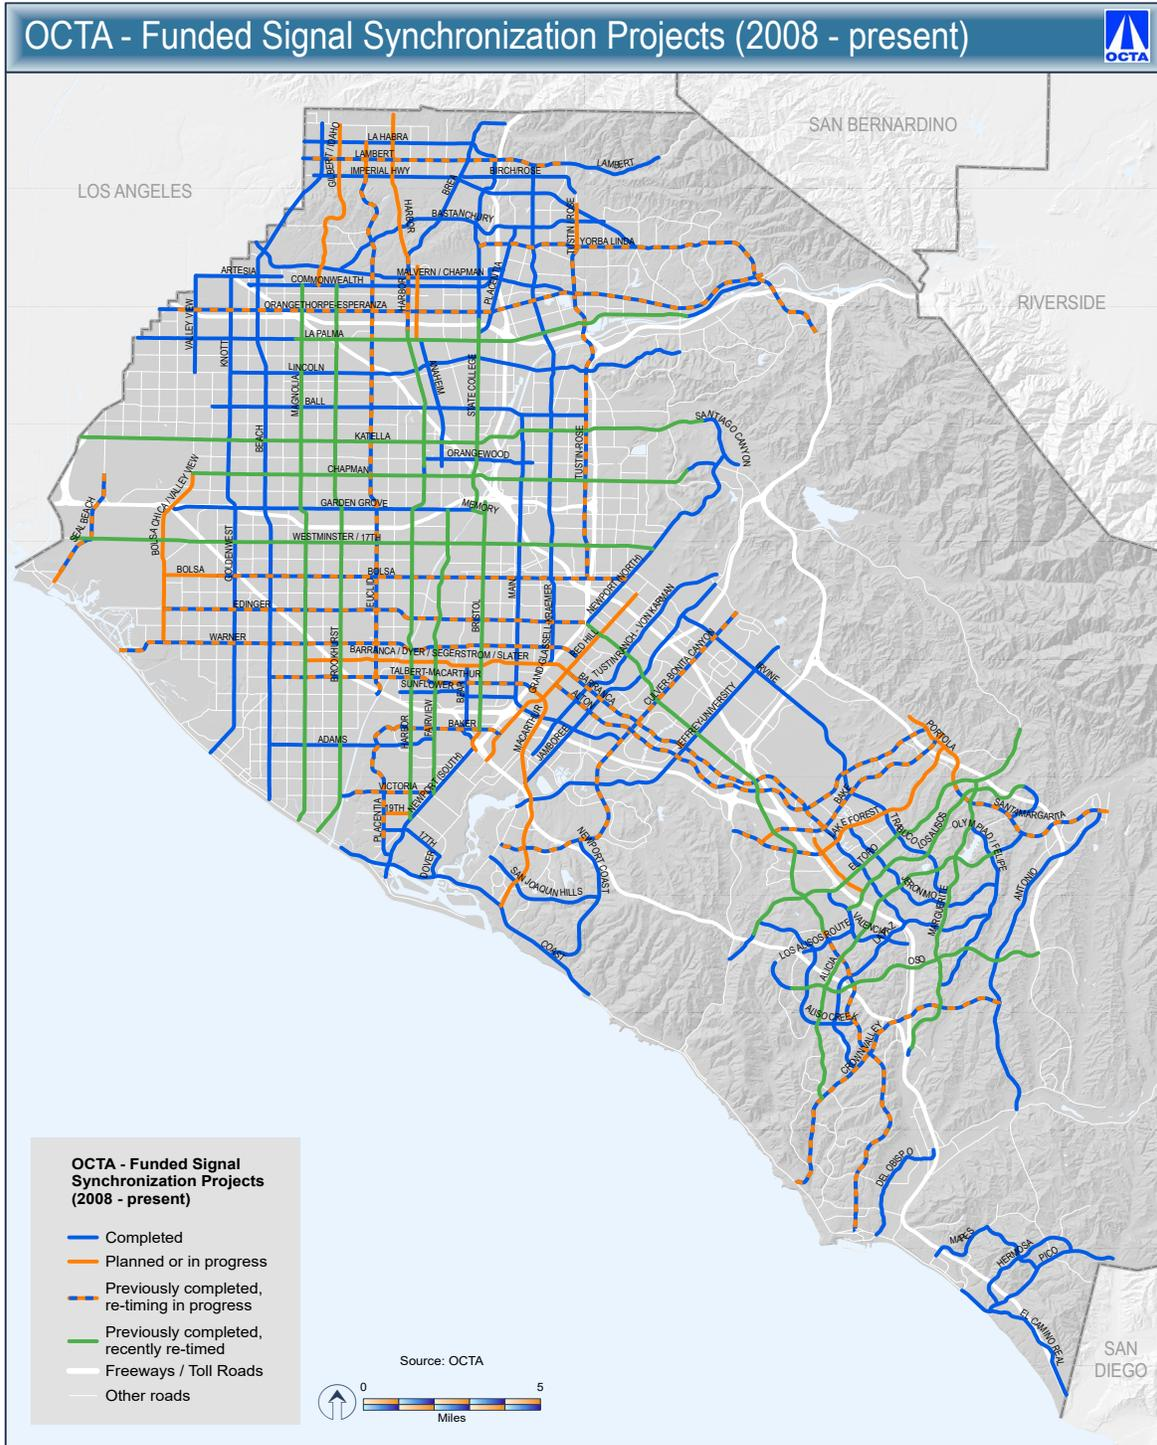 OCTA - Funded Signal Synchronization Projects (2008 - present)
OCTA
SAN BERNARDINO
LOS ANGELES
RIVERSIDE
GILBERT / IDAHO
LA HABRA
LAMBERT
LAMBERT
IMPERIAL HWY
BIRCH/ROSE
BREA
HARBOR
BASTANCHURY
TUSTIN / ROSE
YORBA LINDA
ARTESIA
COMMONWEALTH
MALVERN / CHAPMAN
PLACENTIA
HARBOR
ORANGETHORPE-ESPERANZA
VALLEY VIEW
LA PALMA
KNOTT
LINCOLN
ANAHEIM
STATE COLLEGE
MAGNOLIA
BALL
BEACH
KATELLA
SANTIAGO CANYON
TUSTIN-ROSE
ORANGEWOOD
CHAPMAN
BOLSA CHICA / VALLEY VIEW
GARDEN GROVE
MEMORY
SEAL BEACH
WESTMINSTER / 17TH
GOLDENWEST
BOLSA
BOLSA
EUCLID
NEWPORT (NORTH)
MAIN
EDINGER
BRISTOL
GRAND GLASSELL-KRAEMER
TUSTIN RANCH - VON KARMAN
RED HILL
WARNER
BROOKHURST
BARRANCA / DYER / SEGERSTROM / SLATER
CULVER-BONITA CANYON
TALBERT-MACARTHUR
SUNFLOWER
BEAR
BARRANCA
ALTON
IRVINE
JEFFREY-UNIVERSITY
MACARTHUR
HARBOR
FAIRVIEW
BAKER
ADAMS
JAMBOREE
PORTOLA
VICTORIA
NEWPORT (SOUTH)
BAKE
PLACENTIA
19TH
LAKE FOREST
TRABUCO
LOS ALISOS
SANTA MARGARITA
OLYMPIAD / FELIPE
17TH
DOVER
NEWPORT COAST
EL TORO
SAN JOAQUIN HILLS
JERONIMO
MARGUERITE
ANTONIO
VALENCIA
LA PAZ
LOS ALISOS ROUTE
COAST
ALICIA
OSO
ALISO CREEK
CROWN VALLEY
DEL OBISPO
HERMOSA
PICO
EL CAMINO REAL
SAN
DIEGO
OCTA - Funded Signal
Synchronization Projects
(2008 - present)
Completed
Planned or in progress
Previously completed,
re-timing in progress
Previously completed,
recently re-timed
Freeways / Toll Roads
Other roads
Source: OCTA
0 5
Miles